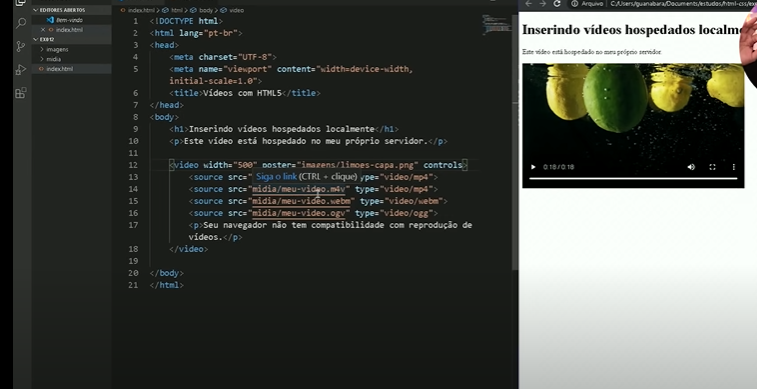 EDITORES ABERTOS
Bem-vindo
index.html
EX012
imagens
midia
index.html
index.html > html > body > video
1 <!DOCTYPE html>
2 <html lang="pt-br">
3 <head>
4 <meta charset="UTF-8">
5 <meta name="viewport" content="width=device-width,
initial-scale=1.0">
6 <title>Vídeos com HTML5</title>
7 </head>
8 <body>
9 <h1>Inserindo vídeos hospedados localmente</h1>
10 <p>Este vídeo está hospedado no meu próprio servidor.</p>
11
12 <video width="500" poster="imagens/limoes-capa.png" controls>
13 <source src=" type="video/mp4">
Siga o link (CTRL + clique)
14 <source src="midia/meu-video.m4v" type="video/mp4">
15 <source src="midia/meu-video.webm" type="video/webm">
16 <source src="midia/meu-video.ogv" type="video/ogg">
17 <p>Seu navegador não tem compatibilidade com reprodução de
vídeos.</p>
18 </video>
19
20 </body>
21 </html>
Arquivo C:/Users/guanabara/Documents/estudos/html-css/exe
Inserindo vídeos hospedados localme
Este vídeo está hospedado no meu próprio servidor.
0:18 / 0:18